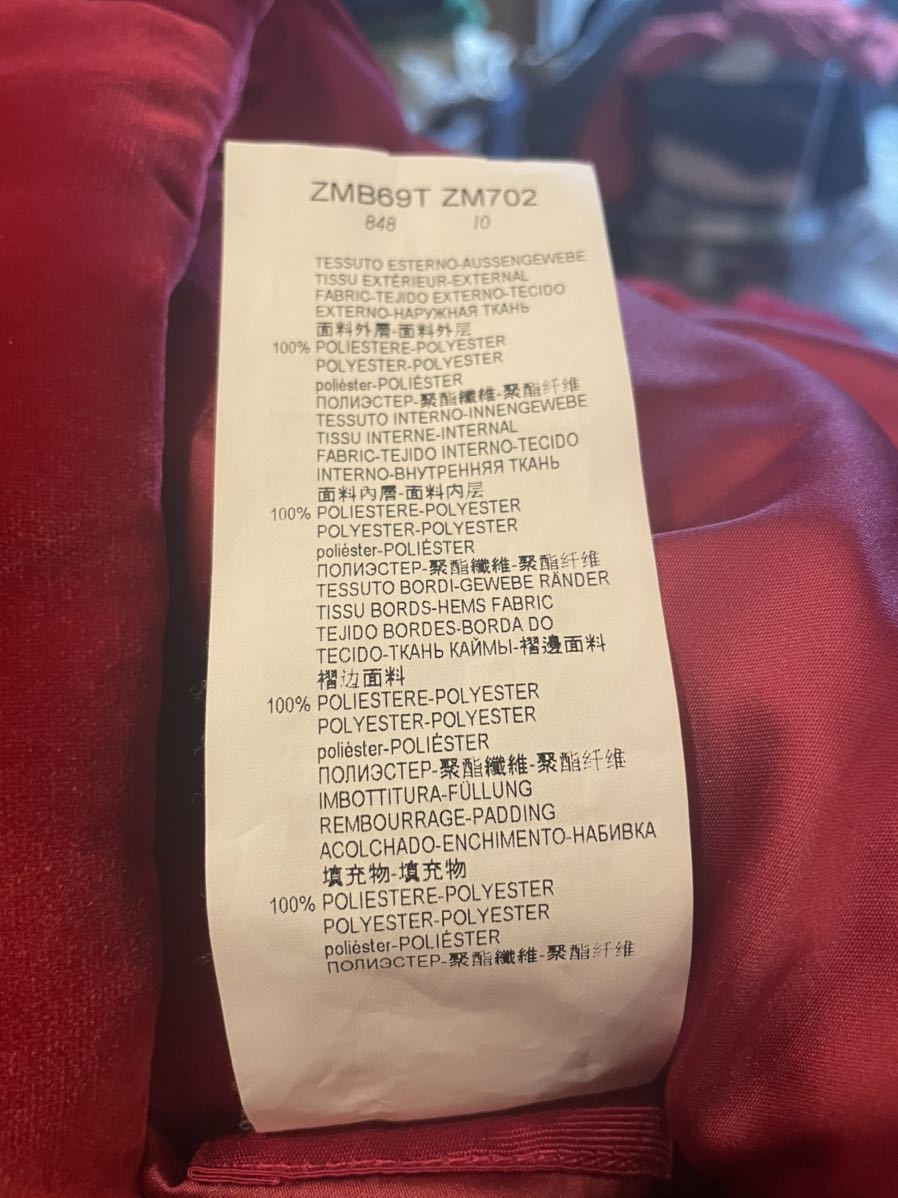 ZMB69T ZM702
848 10
TESSUTO ESTERNO-AUSSENGEWEBE
TISSU EXTÉRIEUR-EXTERNAL
FABRIC-TEJIDO EXTERNO-TECIDO
EXTERNO-НАРУЖНАЯ ТКАНЬ
面料外層-面料外层
100% POLIESTERE-POLYESTER
POLYESTER-POLYESTER
poliéster-POLIÉSTER
ПОЛИЭСТЕР-聚酯纖維-聚酯纤维
TESSUTO INTERNO-INNENGEWEBE
TISSU INTERNE-INTERNAL
FABRIC-TEJIDO INTERNO-TECIDO
INTERNO-ВНУТРЕННЯЯ ТКАНЬ
面料內層-面料内层
100% POLIESTERE-POLYESTER
POLYESTER-POLYESTER
poliéster-POLIÉSTER
ПОЛИЭСТЕР-聚酯纖維-聚酯纤维
TESSUTO BORDI-GEWEBE RÄNDER
TISSU BORDS-HEMS FABRIC
TEJIDO BORDES-BORDA DO
TECIDO-ТКАНЬ КАЙМЫ-褶邊面料
褶边面料
100% POLIESTERE-POLYESTER
POLYESTER-POLYESTER
poliéster-POLIÉSTER
ПОЛИЭСТЕР-聚酯纖維-聚酯纤维
IMBOTTITURA-FÜLLUNG
REMBOURRAGE-PADDING
ACOLCHADO-ENCHIMENTO-НАБИВКА
填充物-填充物
100% POLIESTERE-POLYESTER
POLYESTER-POLYESTER
poliéster-POLIÉSTER
ПОЛИЭСТЕР-聚酯纖維-聚酯纤维